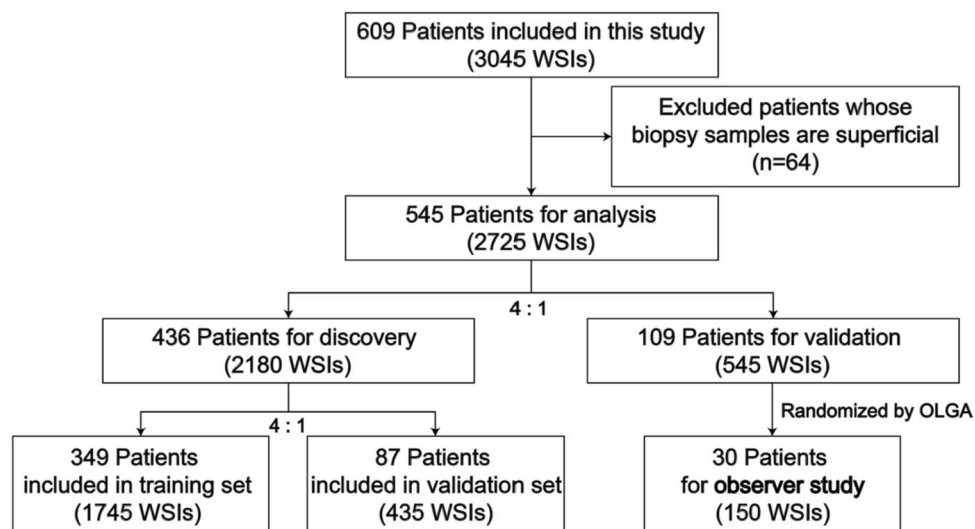 609 Patients included in this study
(3045 WSIs)
Excluded patients whose
biopsy samples are superficial
(n=64)
545 Patients for analysis
(2725 WSIs)
4 : 1
436 Patients for discovery
(2180 WSIs)
109 Patients for validation
(545 WSIs)
4 : 1
Randomized by OLGA
349 Patients
included in training set
(1745 WSIs)
87 Patients
included in validation set
(435 WSIs)
30 Patients
for observer study
(150 WSIs)